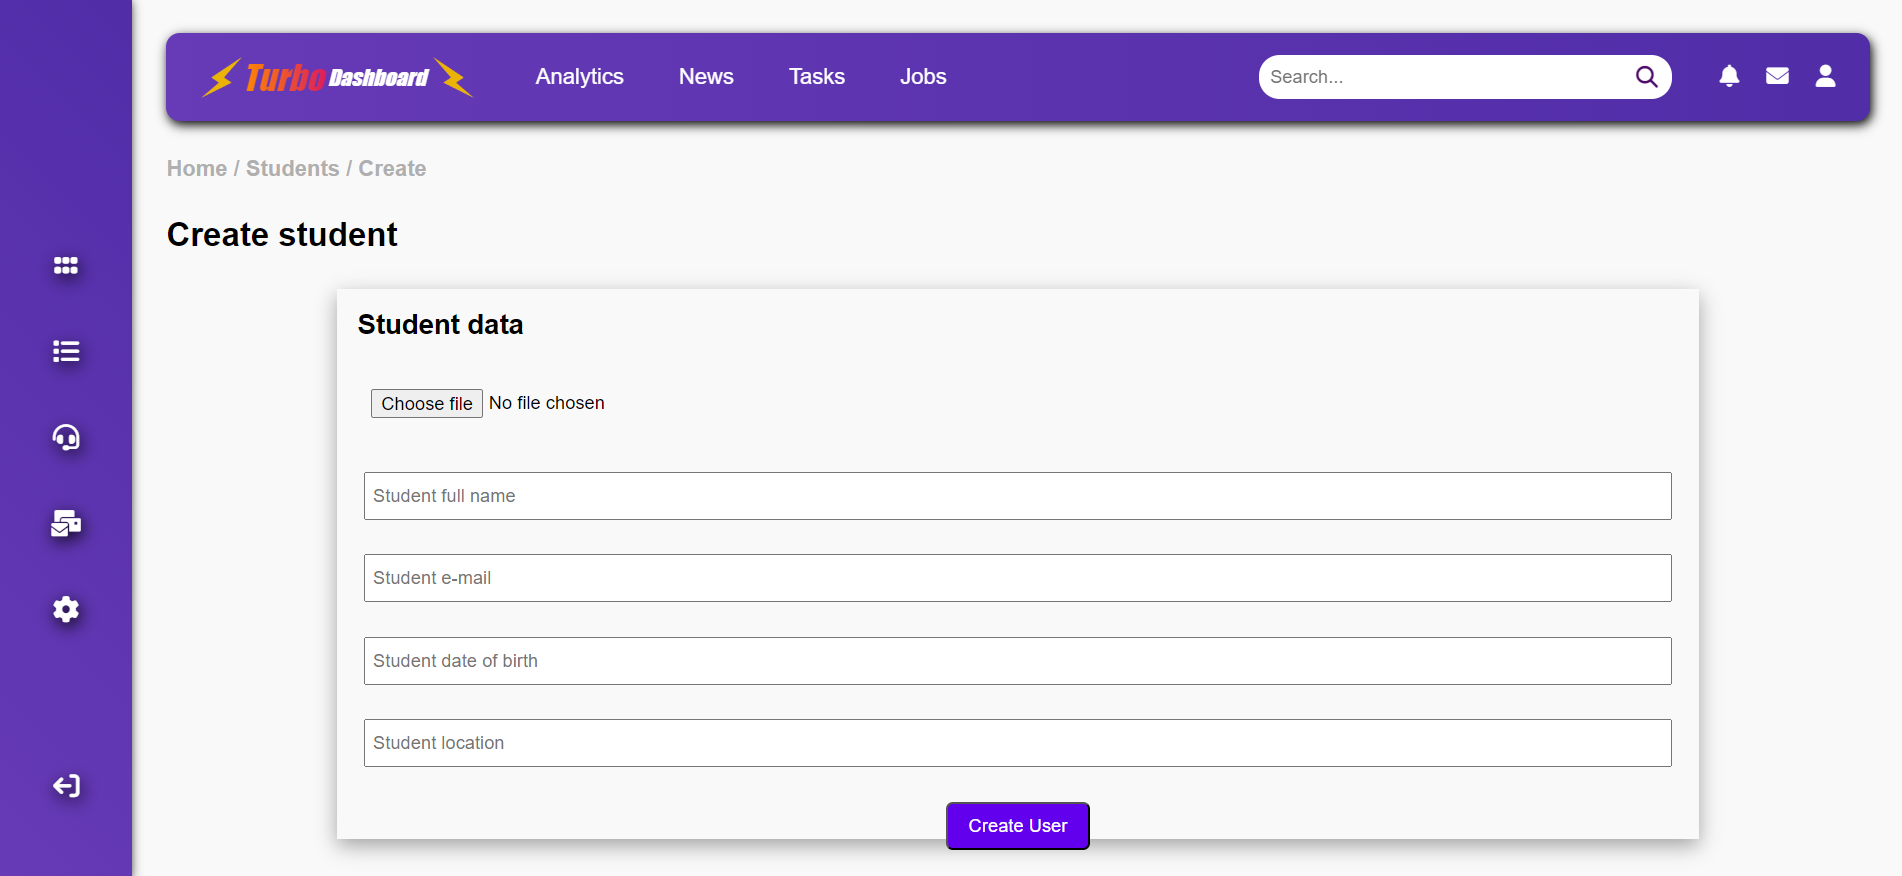 Turbo Dashboard Analytics News Tasks Jobs Search...
Home / Students / Create
Create student
Student data
Choose file No file chosen
Student full name
Student e-mail
Student date of birth
Student location
Create User